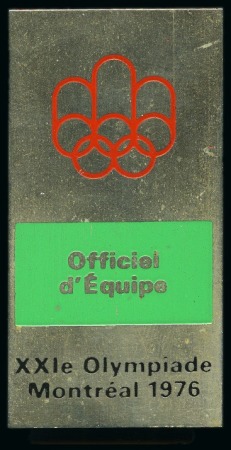 Officiel
d'Équipe
XXIe Olympiade
Montréal 1976